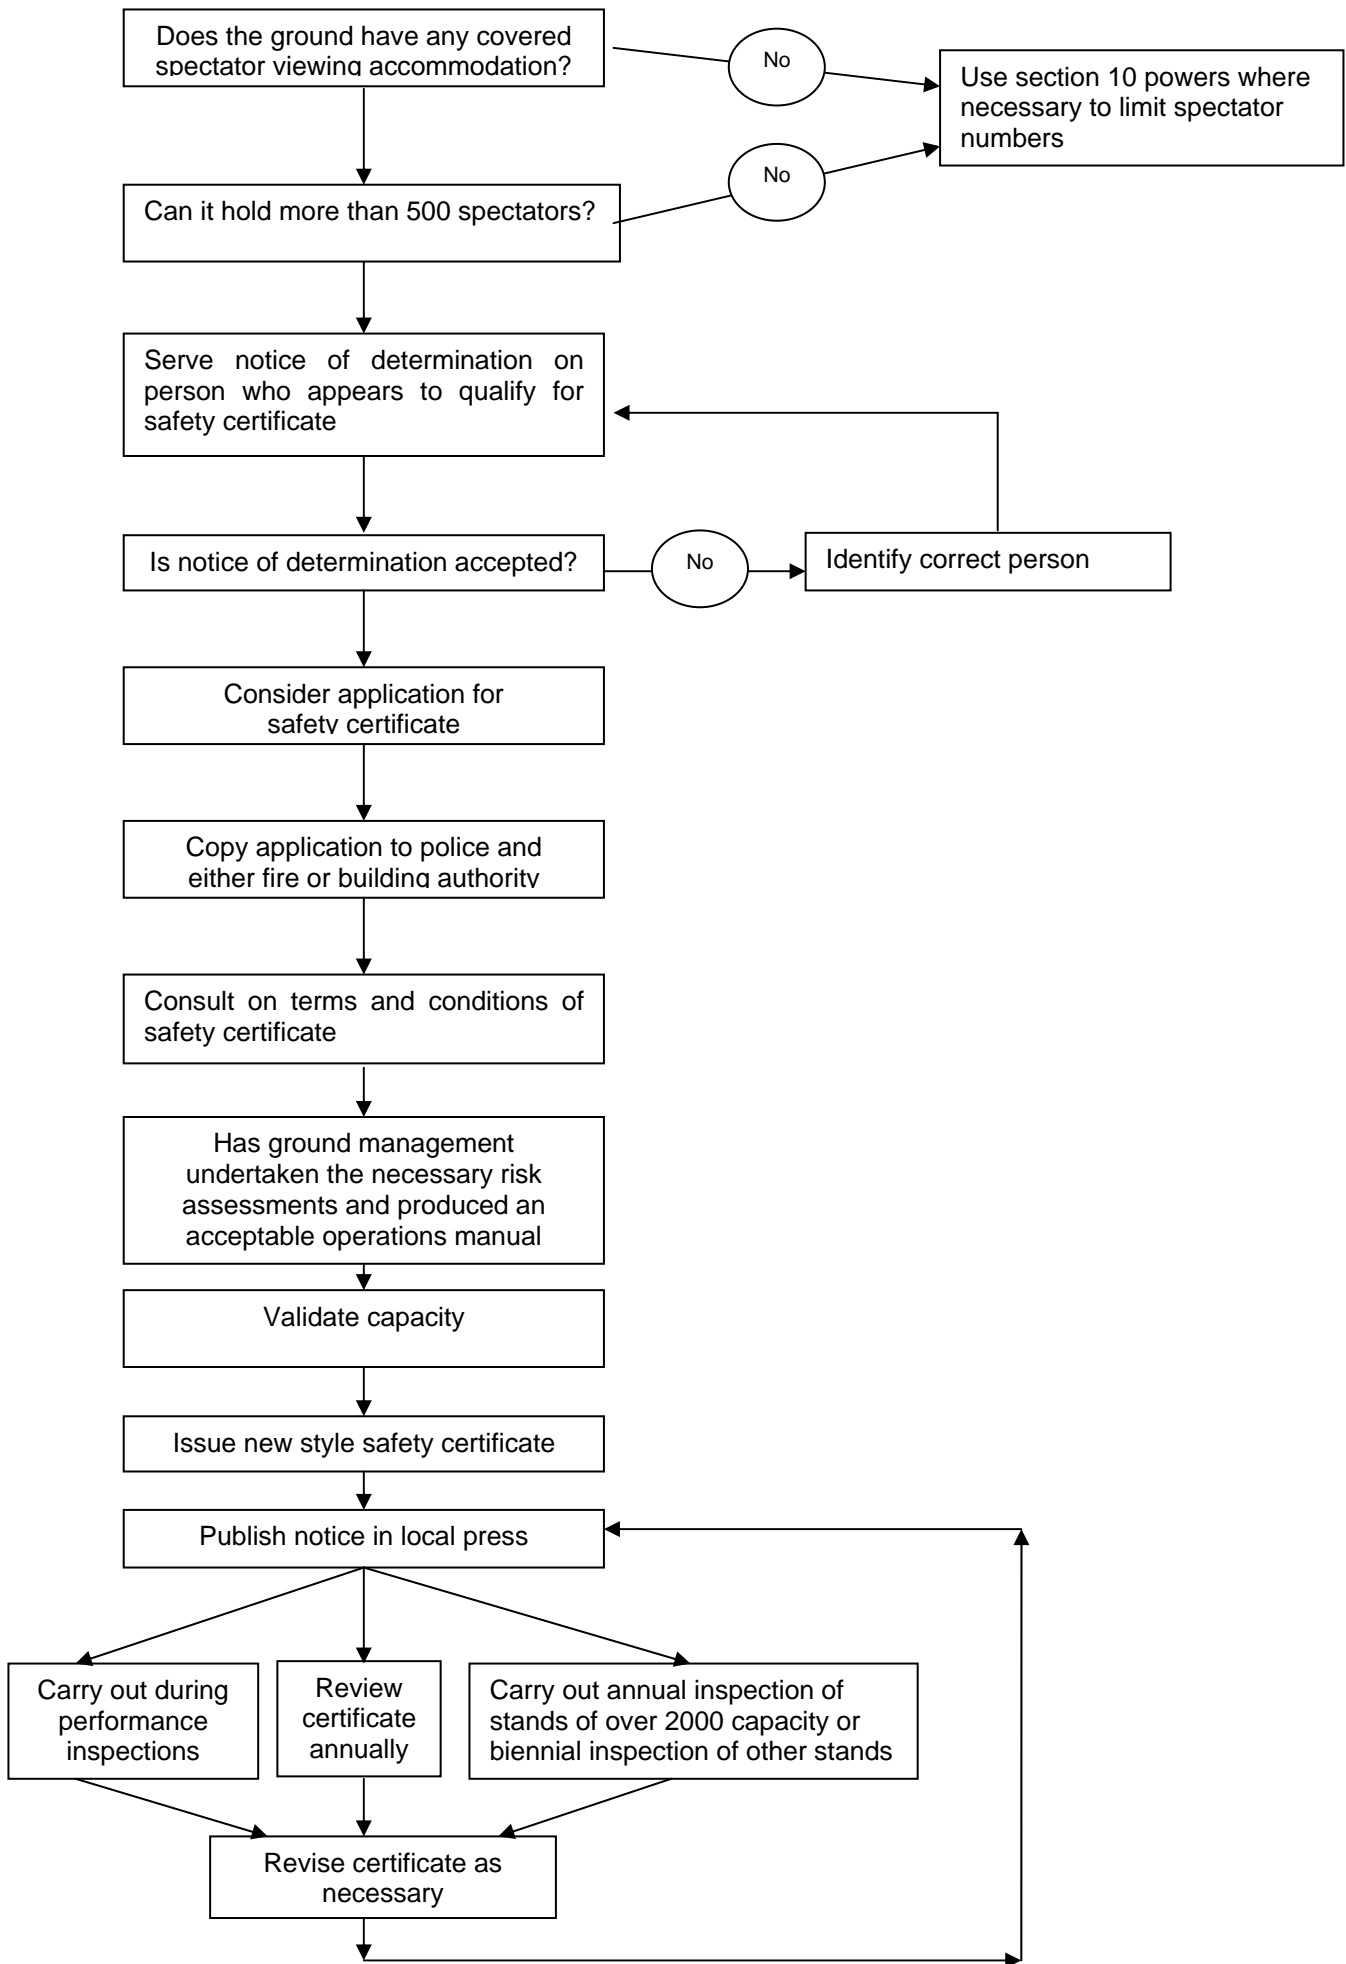 Does the ground have any covered
spectator viewing accommodation?
No
Use section 10 powers where
necessary to limit spectator
numbers
No
Can it hold more than 500 spectators?
Serve notice of determination on
person who appears to qualify for
safety certificate
Is notice of determination accepted?
No
Identify correct person
Consider application for
safety certificate
Copy application to police and
either fire or building authority
Consult on terms and conditions of
safety certificate
Has ground management
undertaken the necessary risk
assessments and produced an
acceptable operations manual
Validate capacity
Issue new style safety certificate
Publish notice in local press
Carry out during
performance
inspections
Review
certificate
annually
Carry out annual inspection of
stands of over 2000 capacity or
biennial inspection of other stands
Revise certificate as
necessary